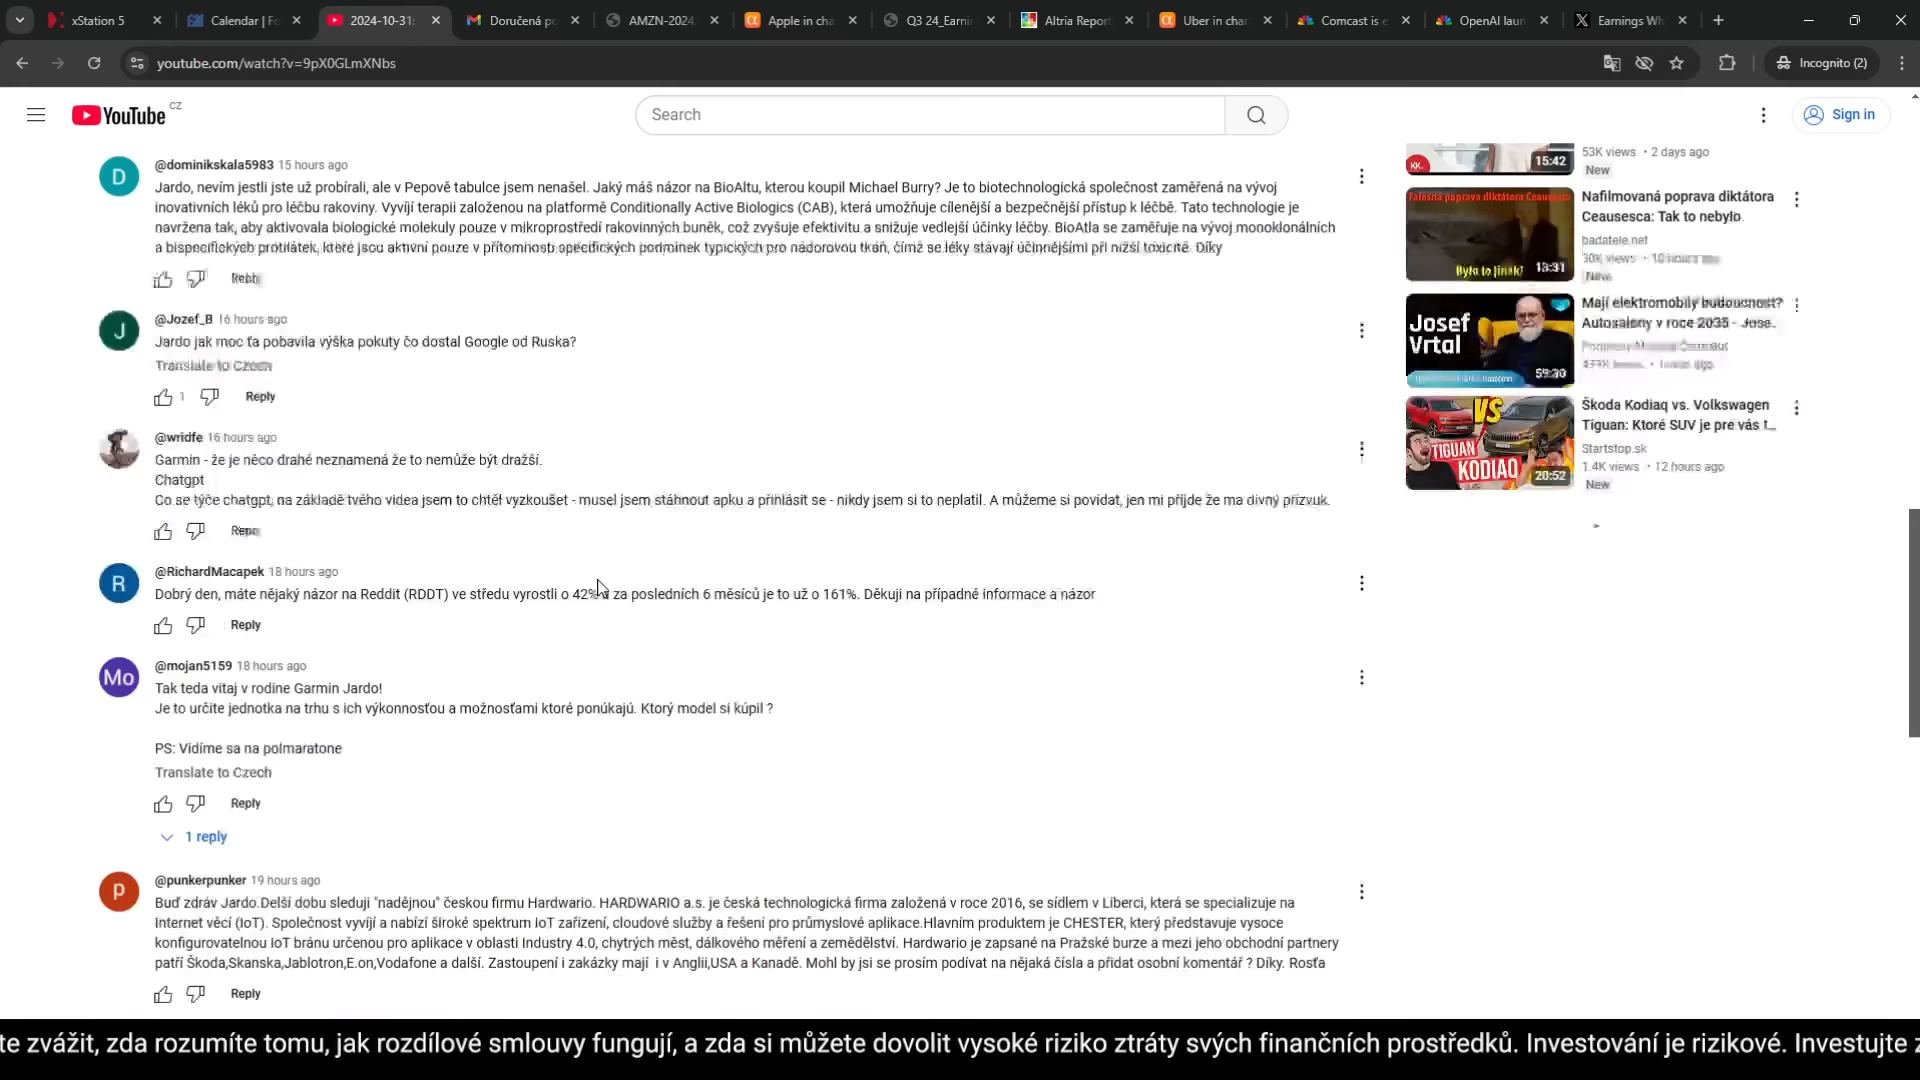 xStation 5
Calendar | Fo
2024-10-31:
Doručená po
AMZN-2024
Apple in cha
Q3 24_Earni
Altria Report
Uber in char
Comcast is e
OpenAI laun
Earnings Wh
youtube.com/watch?v=9pX0GLmXNbs
Incognito (2)
YouTube CZ
Search
Sign in
D
@dominikskala5983 15 hours ago
Jardo, nevím jestli jste už probírali, ale v Pepově tabulce jsem nenašel. Jaký máš názor na BioAltu, kterou koupil Michael Burry? Je to biotechnologická společnost zaměřená na vývoj
inovativních léků pro léčbu rakoviny. Vyvíjí terapii založenou na platformě Conditionally Active Biologics (CAB), která umožňuje cílenější a bezpečnější přístup k léčbě. Tato technologie je
navržena tak, aby aktivovala biologické molekuly pouze v mikroprostředí rakovinných buněk, což zvyšuje efektivitu a snižuje vedlejší účinky léčby. BioAtla se zaměřuje na vývoj monoklonálních
a bispecifických protilátek, které jsou aktivní pouze v přítomnosti specifických podmínek typických pro nádorovou tkáň, čímž se léky stávají účinnějšími při nižší toxicitě. Díky
Reply
J
@Jozef_B 16 hours ago
Jardo jak moc ťa pobavila výška pokuty čo dostal Google od Ruska?
Translate to Czech
1
Reply
@wridfe 16 hours ago
Garmin - že je něco drahé neznamená že to nemůže být dražší.
Chatgpt
Co se týče chatgpt, na základě tvého videa jsem to chtěl vyzkoušet - musel jsem stáhnout apku a přihlásit se - nikdy jsem si to neplatil. A můžeme si povídat, jen mi přijde že ma divný přízvuk.
Reply
R
@RichardMacapek 18 hours ago
Dobrý den, máte nějaký názor na Reddit (RDDT) ve středu vyrostli o 42% a za posledních 6 měsíců je to už o 161%. Děkuji na případné informace a názor
Reply
Mo
@mojan5159 18 hours ago
Tak teda vitaj v rodine Garmin Jardo!
Je to určite jednotka na trhu s ich výkonnosťou a možnosťami ktoré ponúkajú. Ktorý model si kúpil ?
PS: Vidíme sa na polmaratone
Translate to Czech
Reply
1 reply
p
@punkerpunker 19 hours ago
Buď zdráv Jardo.Delší dobu sleduji "nadějnou" českou firmu Hardwario. HARDWARIO a.s. je česká technologická firma založená v roce 2016, se sídlem v Liberci, která se specializuje na
Internet věcí (IoT). Společnost vyvíjí a nabízí široké spektrum IoT zařízení, cloudové služby a řešení pro průmyslové aplikace.Hlavním produktem je CHESTER, který představuje vysoce
konfigurovatelnou IoT bránu určenou pro aplikace v oblasti Industry 4.0, chytrých měst, dálkového měření a zemědělství. Hardwario je zapsané na Pražské burze a mezi jeho obchodní partnery
patří Škoda,Skanska,Jablotron,E.on,Vodafone a další. Zastoupení i zakázky mají i v Anglii,USA a Kanadě. Mohl by jsi se prosím podívat na nějaká čísla a přidat osobní komentář ? Díky. Rosťa
Reply
KK.
15:42
53K views • 2 days ago
New
Falešná poprava diktátora Ceausesca
Bylo to jinak?
13:31
Nafilmovaná poprava diktátora
Ceausesca: Tak to nebylo
badatele.net
30K views • 10 hours ago
New
Josef
Vrtal
59:30
Mají elektromobily budoucnost?
Autosalony v roce 2035 - Jose..
VS
TIGUAN
KODIAQ
20:52
Škoda Kodiaq vs. Volkswagen
Tiguan: Ktoré SUV je pre vás t...
Startstop.sk
1.4K views • 12 hours ago
New
te zvážit, zda rozumíte tomu, jak rozdílové smlouvy fungují, a zda si můžete dovolit vysoké riziko ztráty svých finančních prostředků. Investování je rizikové. Investujte z